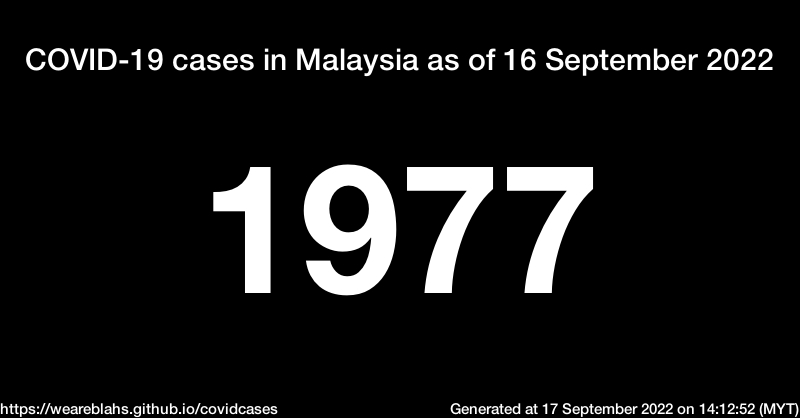 COVID-19 cases in Malaysia as of 16 September 2022
1977
https://weareblahs.github.io/covidcases
Generated at 17 September 2022 on 14:12:52 (MYT)